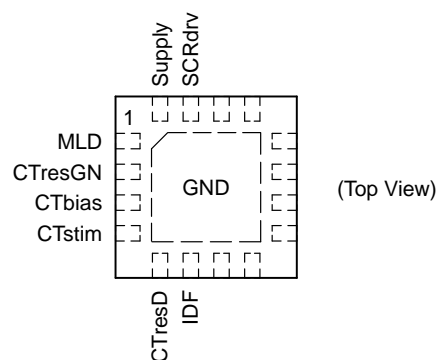 Supply
SCRdrv
1
MLD
CTresGN
CTbias
CTstim
GND
(Top View)
CTresD
IDF